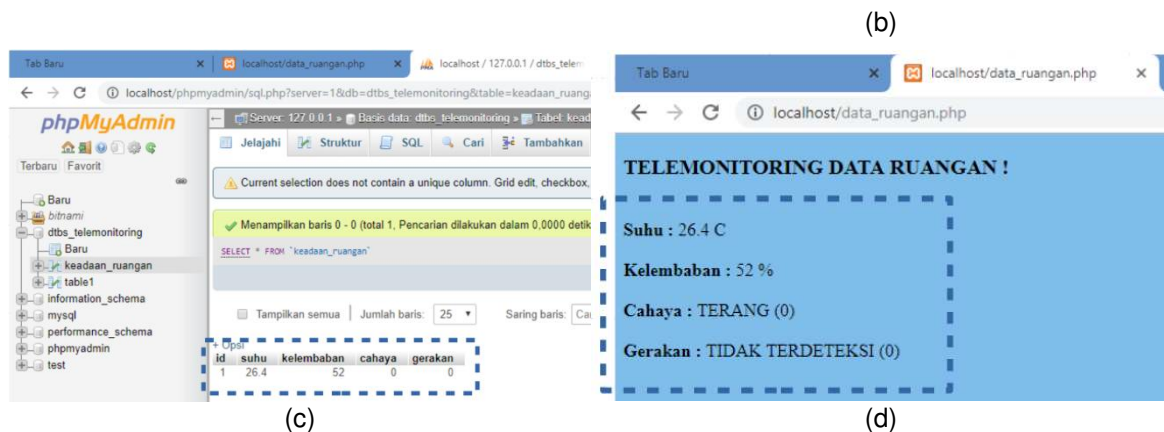 (b)
Tab Baru
localhost/data_ruangan.php
localhost / 127.0.0.1 / dtbs_telem
localhost/phpmyadmin/sql.php?server=1&db=dtbs_telemonitoring&table=keadaan_ruang
phpMyAdmin
Terbaru Favorit
Baru
bitnami
dtbs_telemonitoring
Baru
keadaan_ruangan
table1
information_schema
mysql
performance_schema
phpmyadmin
test
Server: 127.0.0.1 » Basis data: dtbs_telemonitoring » Tabel: kead
Jelajahi Struktur SQL Cari Tambahkan
Current selection does not contain a unique column. Grid edit, checkbox,
Menampilkan baris 0 - 0 (total 1, Pencarian dilakukan dalam 0,0000 detik
SELECT * FROM `keadaan_ruangan`
Tampilkan semua | Jumlah baris: 25 Saring baris:
+ Opsi
id suhu kelembaban cahaya gerakan
1 26.4 52 0 0
(c)
Tab Baru
localhost/data_ruangan.php
localhost/data_ruangan.php
TELEMONITORING DATA RUANGAN !
Suhu : 26.4 C
Kelembaban : 52 %
Cahaya : TERANG (0)
Gerakan : TIDAK TERDETEKSI (0)
(d)